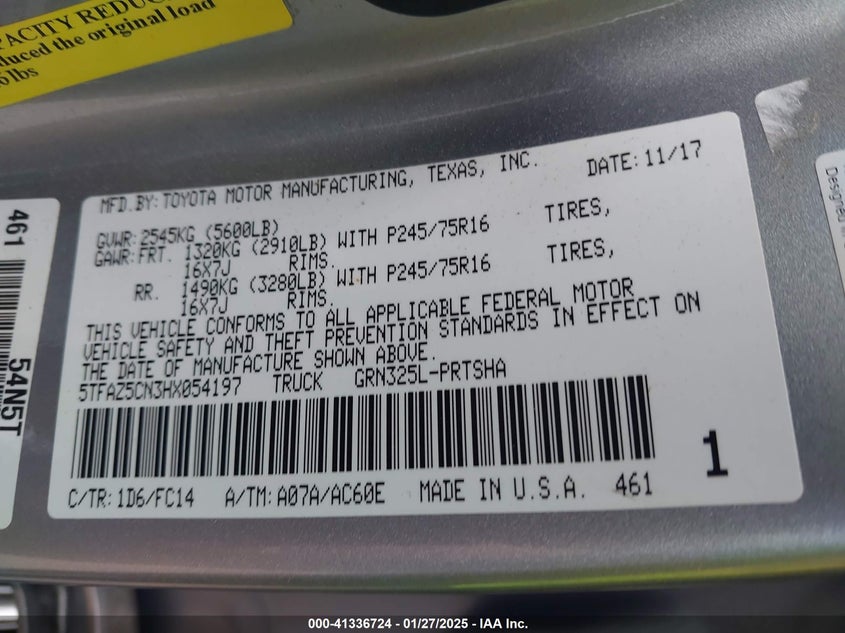 PACITY REDUC
duced the original load
6 lbs
461
54N5T
MFD.BY: TOYOTA MOTOR MANUFACTURING, TEXAS, INC. DATE: 11/17
GVWR: 2545KG (5600LB)
GAWR: FRT. 1320KG (2910LB) WITH P245/75R16 TIRES,
16X7J RIMS.
RR. 1490KG (3280LB) WITH P245/75R16 TIRES,
16X7J RIMS.
THIS VEHICLE CONFORMS TO ALL APPLICABLE FEDERAL MOTOR
VEHICLE SAFETY AND THEFT PREVENTION STANDARDS IN EFFECT ON
THE DATE OF MANUFACTURE SHOWN ABOVE.
5TFAZ5CN3HX054197 TRUCK GRN325L-PRTSHA
1
C/TR: 1D6/FC14 A/TM: A07A/AC60E MADE IN U.S.A. 461
Designed
000-41336724 - 01/27/2025 - IAA Inc.